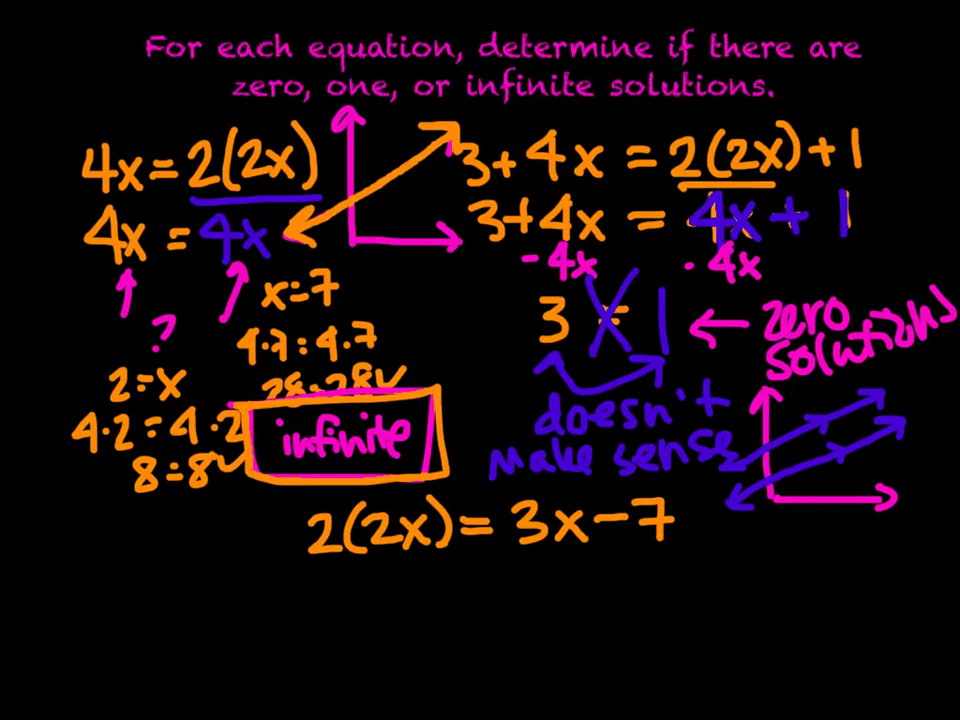 For each equation, determine if there are
zero, one, or infinite solutions.
4x = 2(2x)
4x = 4x
?
2 = x
4·2 = 4·2
8 = 8 ✓
x = 7
4·7 = 4·7
28 = 28 ✓
infinite
3 + 4x = 2(2x) + 1
3 + 4x = 4x + 1
- 4x - 4x
3 = 1
zero
solutions
doesn't
make sense
2(2x) = 3x - 7